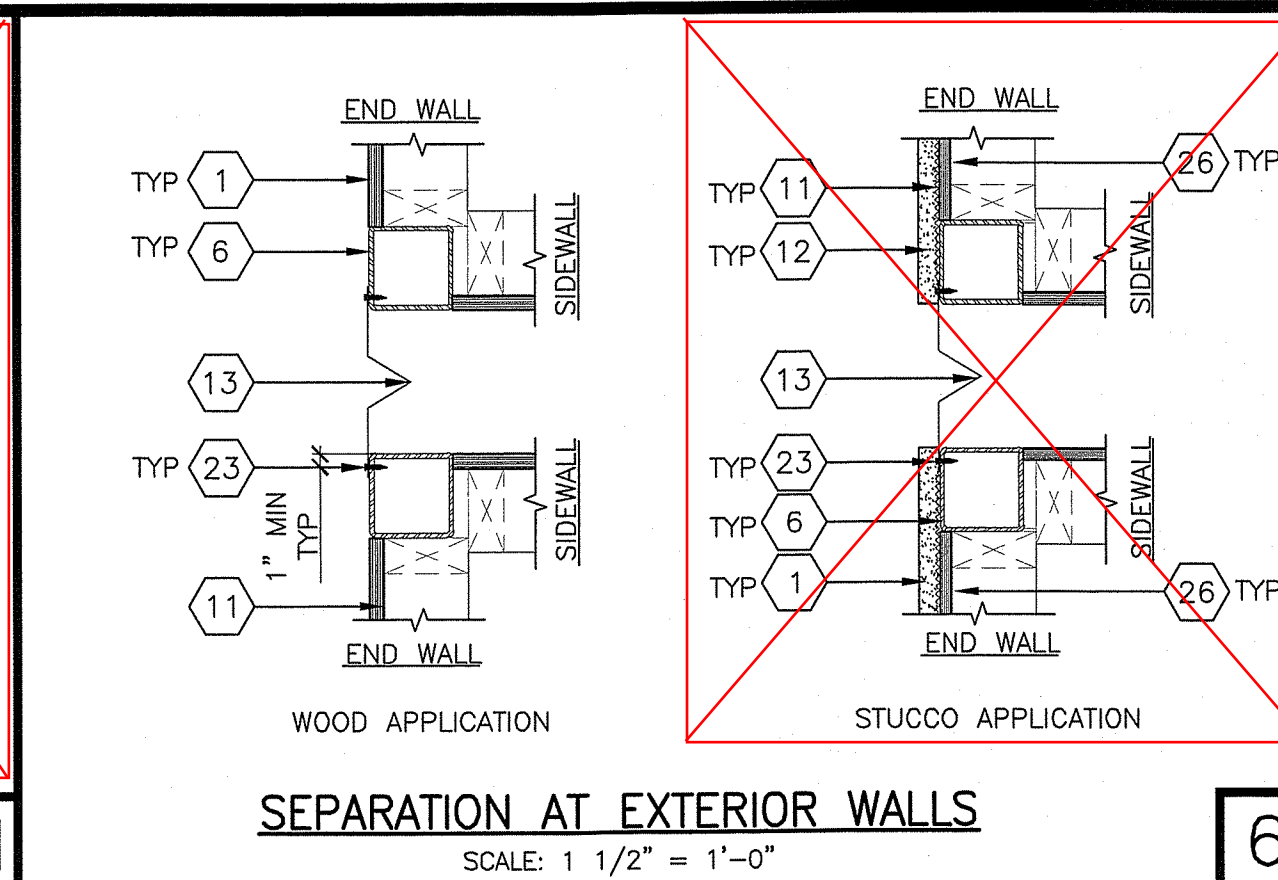 END WALL
TYP 1
TYP 6
SIDEWALL
13
TYP 23
1" MIN
TYP
SIDEWALL
11
END WALL
WOOD APPLICATION
END WALL
26 TYP
TYP 11
TYP 12
SIDEWALL
13
TYP 23
TYP 6
SIDEWALL
TYP 1
26 TYP
END WALL
STUCCO APPLICATION
SEPARATION AT EXTERIOR WALLS
SCALE: 1 1/2" = 1'-0"
6